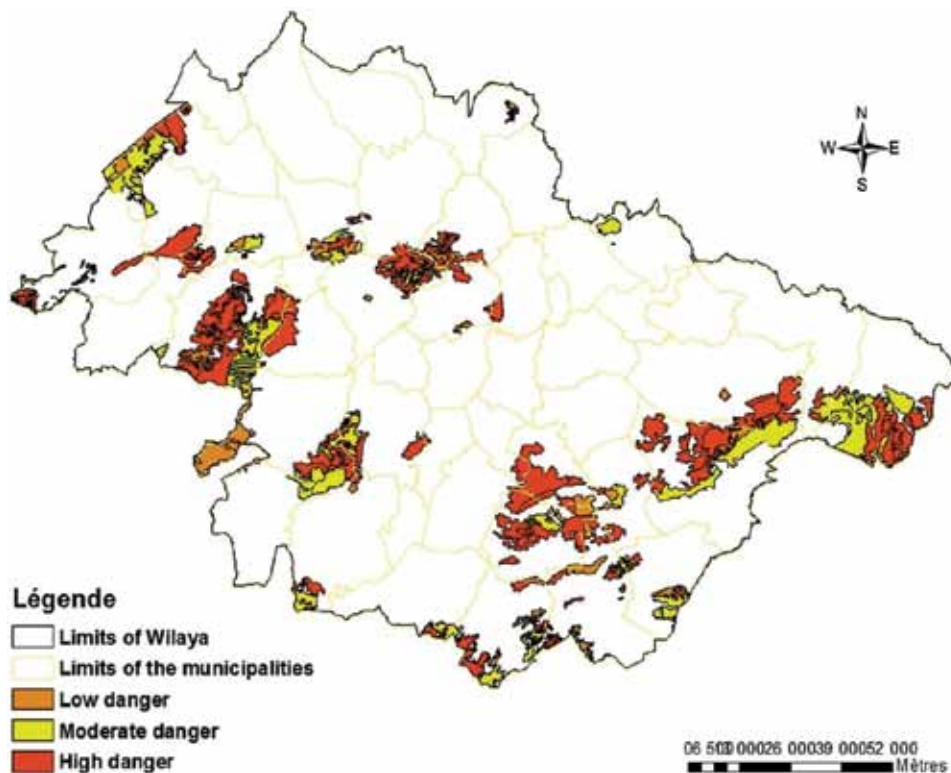 N
W E
S
Légende
Limits of Wilaya
Limits of the municipalities
Low danger
Moderate danger
High danger
Mètres